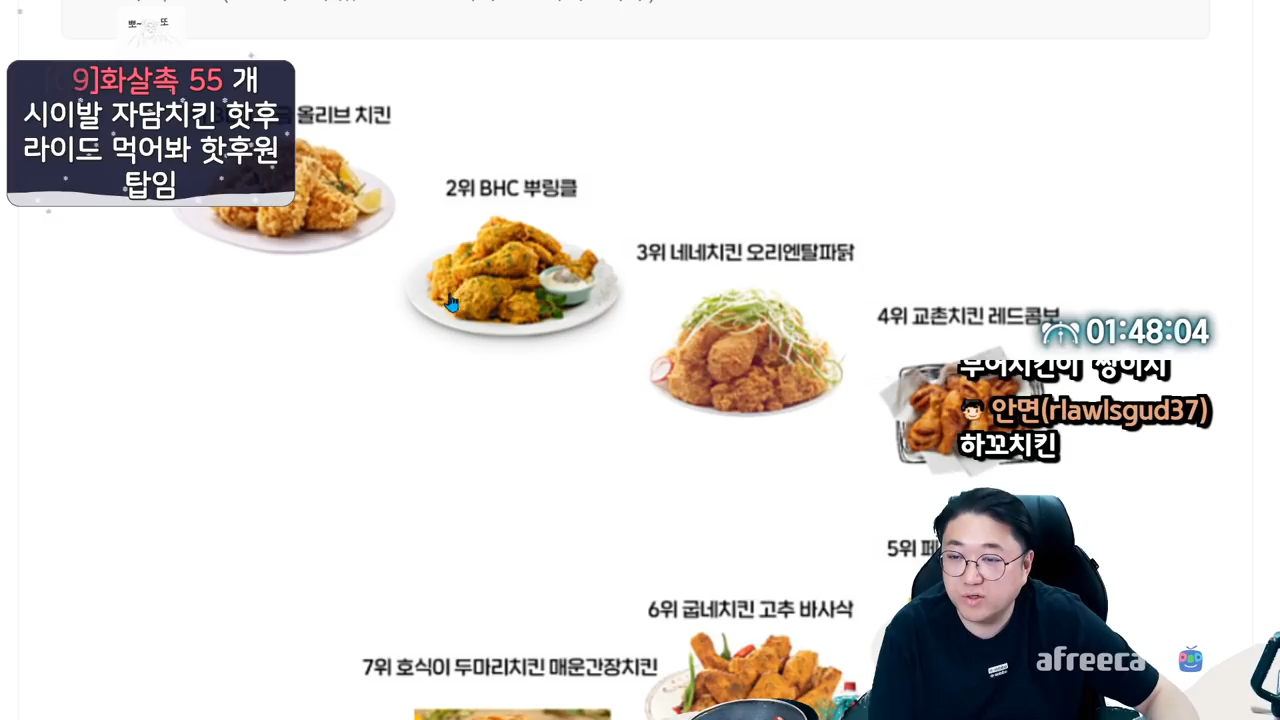 뽀~ 또
9]화살촉 55 개
시이발 자담치킨 핫후
라이드 먹어봐 핫후원
탑임
올리브 치킨
2위 BHC 뿌링클
3위 네네치킨 오리엔탈파닭
4위 교촌치킨 레드콤보
01:48:04
안면(rlawlsgud37)
하꼬치킨
5위 페
6위 굽네치킨 고추 바사삭
7위 호식이 두마리치킨 매운간장치킨
afreeca